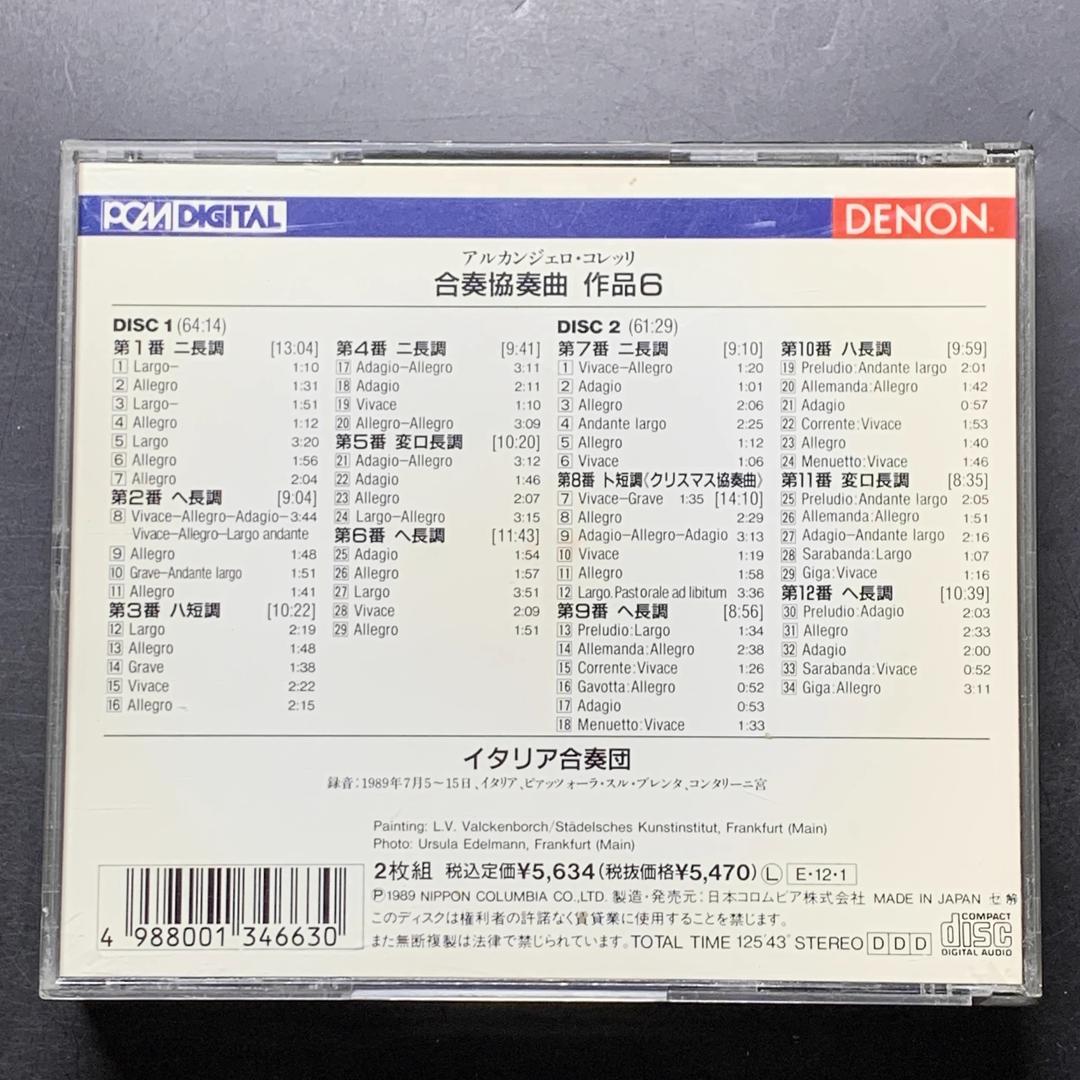 PCM DIGITAL
DENON
アルカンジェロ・コレッリ
合奏協奏曲 作品6
DISC 1 (64:14)
第1番 ニ長調 [13:04]
1 Largo– 1:10
2 Allegro 1:31
3 Largo– 1:51
4 Allegro 1:12
5 Largo 3:20
6 Allegro 1:56
7 Allegro 2:04
第2番 ヘ長調 [9:04]
8 Vivace–Allegro–Adagio– 3:44
Vivace–Allegro–Largo andante
9 Allegro 1:48
10 Grave–Andante largo 1:51
11 Allegro 1:41
第3番 ハ短調 [10:22]
12 Largo 2:19
13 Allegro 1:48
14 Grave 1:38
15 Vivace 2:22
16 Allegro 2:15
第4番 ニ長調 [9:41]
17 Adagio–Allegro 3:11
18 Adagio 2:11
19 Vivace 1:10
20 Allegro–Allegro 3:09
第5番 変ロ長調 [10:20]
21 Adagio–Allegro 3:12
22 Adagio 1:46
23 Allegro 2:07
24 Largo–Allegro 3:15
第6番 ヘ長調 [11:43]
25 Adagio 1:54
26 Allegro 1:57
27 Largo 3:51
28 Vivace 2:09
29 Allegro 1:51
DISC 2 (61:29)
第7番 ニ長調 [9:10]
1 Vivace–Allegro 1:20
2 Adagio 1:01
3 Allegro 2:06
4 Andante largo 2:25
5 Allegro 1:12
6 Vivace 1:06
第8番 ト短調〈クリスマス協奏曲〉
7 Vivace–Grave 1:35 [14:10]
8 Allegro 2:29
9 Adagio–Allegro–Adagio 3:13
10 Vivace 1:19
11 Allegro 1:58
12 Largo. Pastorale ad libitum 3:36
第9番 ヘ長調 [8:56]
13 Preludio:Largo 1:34
14 Allemanda:Allegro 2:38
15 Corrente:Vivace 1:26
16 Gavotta:Allegro 0:52
17 Adagio 0:53
18 Menuetto:Vivace 1:33
第10番 ハ長調 [9:59]
19 Preludio:Andante largo 2:01
20 Allemanda:Allegro 1:42
21 Adagio 0:57
22 Corrente:Vivace 1:53
23 Allegro 1:40
24 Menuetto:Vivace 1:46
第11番 変ロ長調 [8:35]
25 Preludio:Andante largo 2:05
26 Allemanda:Allegro 1:51
27 Adagio–Andante largo 2:16
28 Sarabanda:Largo 1:07
29 Giga:Vivace 1:16
第12番 ヘ長調 [10:39]
30 Preludio:Adagio 2:03
31 Allegro 2:33
32 Adagio 2:00
33 Sarabanda:Vivace 0:52
34 Giga:Allegro 3:11
イタリア合奏団
録音:1989年7月5〜15日、イタリア、ピアッツォーラ・スル・ブレンタ、コンタリーニ宮
Painting: L.V. Valckenborch/Städelsches Kunstinstitut, Frankfurt (Main)
Photo: Ursula Edelmann, Frankfurt (Main)
2枚組 税込定価¥5,634(税抜価格¥5,470) Ⓛ E・12・1
Ⓟ1989 NIPPON COLUMBIA CO.,LTD. 製造・発売元:日本コロムビア株式会社 MADE IN JAPAN セ解
このディスクは権利者の許諾なく賃貸業に使用することを禁じます。
また無断複製は法律で禁じられています。TOTAL TIME 125'43" STEREO D D D
COMPACT disc DIGITAL AUDIO
4 988001 346630